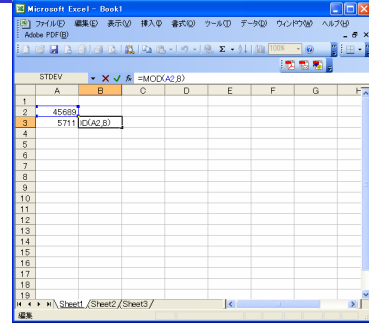 Microsoft Excel - Book1
ファイル(F) 編集(E) 表示(V) 挿入(I) 書式(O) ツール(T) データ(D) ウィンドウ(W) ヘルプ(H)
Adobe PDF(B)
100%
STDEV =MOD(A2,8)
A B C D E F G H
1
2 45689
3 5711 ID(A2,8)
4
5
6
7
8
9
10
11
12
13
14
15
16
17
18
19
Sheet1 Sheet2 Sheet3
編集